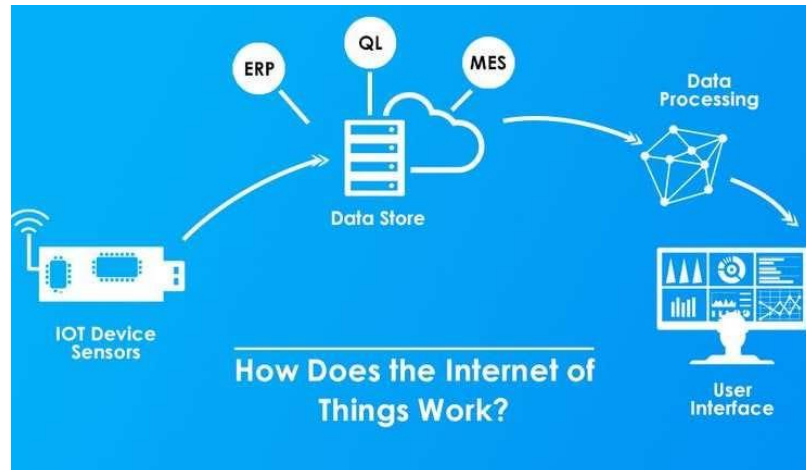 ERP
QL
MES
Data
Processing
Data Store
IOT Device
Sensors
How Does the Internet of
Things Work?
User
Interface